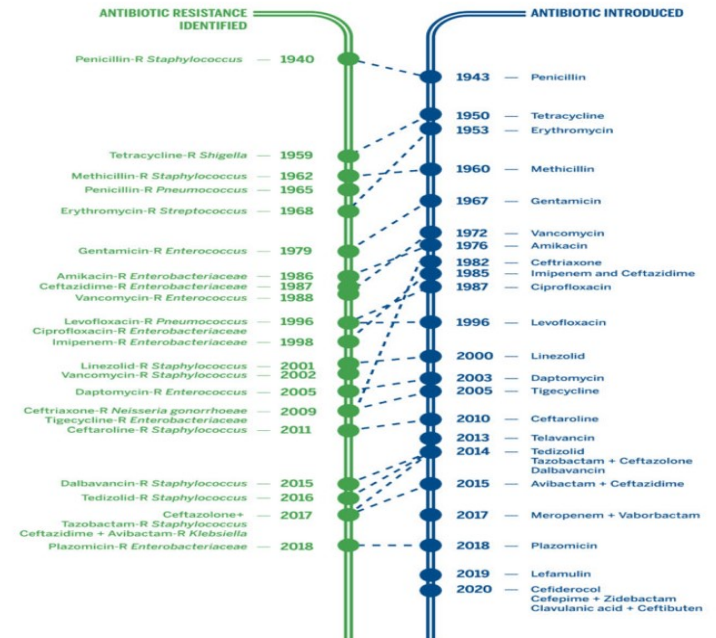 ANTIBIOTIC RESISTANCE
IDENTIFIED
Penicillin-R Staphylococcus — 1940
Tetracycline-R Shigella — 1959
Methicillin-R Staphylococcus — 1962
Penicillin-R Pneumococcus — 1965
Erythromycin-R Streptococcus — 1968
Gentamicin-R Enterococcus — 1979
Amikacin-R Enterobacteriaceae — 1986
Ceftazidime-R Enterobacteriaceae — 1987
Vancomycin-R Enterococcus — 1988
Levofloxacin-R Pneumococcus — 1996
Ciprofloxacin-R Enterobacteriaceae
Imipenem-R Enterobacteriaceae — 1998
Linezolid-R Staphylococcus — 2001
Vancomycin-R Staphylococcus — 2002
Daptomycin-R Enterococcus — 2005
Ceftriaxone-R Neisseria gonorrhoeae — 2009
Tigecycline-R Enterobacteriaceae
Ceftaroline-R Staphylococcus — 2011
Dalbavancin-R Staphylococcus — 2015
Tedizolid-R Staphylococcus — 2016
Ceftazolone+ — 2017
Tazobactam-R Staphylococcus
Ceftazidime + Avibactam-R Klebsiella
Plazomicin-R Enterobacteriaceae — 2018
ANTIBIOTIC INTRODUCED
1943 — Penicillin
1950 — Tetracycline
1953 — Erythromycin
1960 — Methicillin
1967 — Gentamicin
1972 — Vancomycin
1976 — Amikacin
1982 — Ceftriaxone
1985 — Imipenem and Ceftazidime
1987 — Ciprofloxacin
1996 — Levofloxacin
2000 — Linezolid
2003 — Daptomycin
2005 — Tigecycline
2010 — Ceftaroline
2013 — Telavancin
2014 — Tedizolid
Tazobactam + Ceftazolone
Dalbavancin
2015 — Avibactam + Ceftazidime
2017 — Meropenem + Vaborbactam
2018 — Plazomicin
2019 — Lefamulin
2020 — Cefiderocol
Cefepime + Zidebactam
Clavulanic acid + Ceftibuten